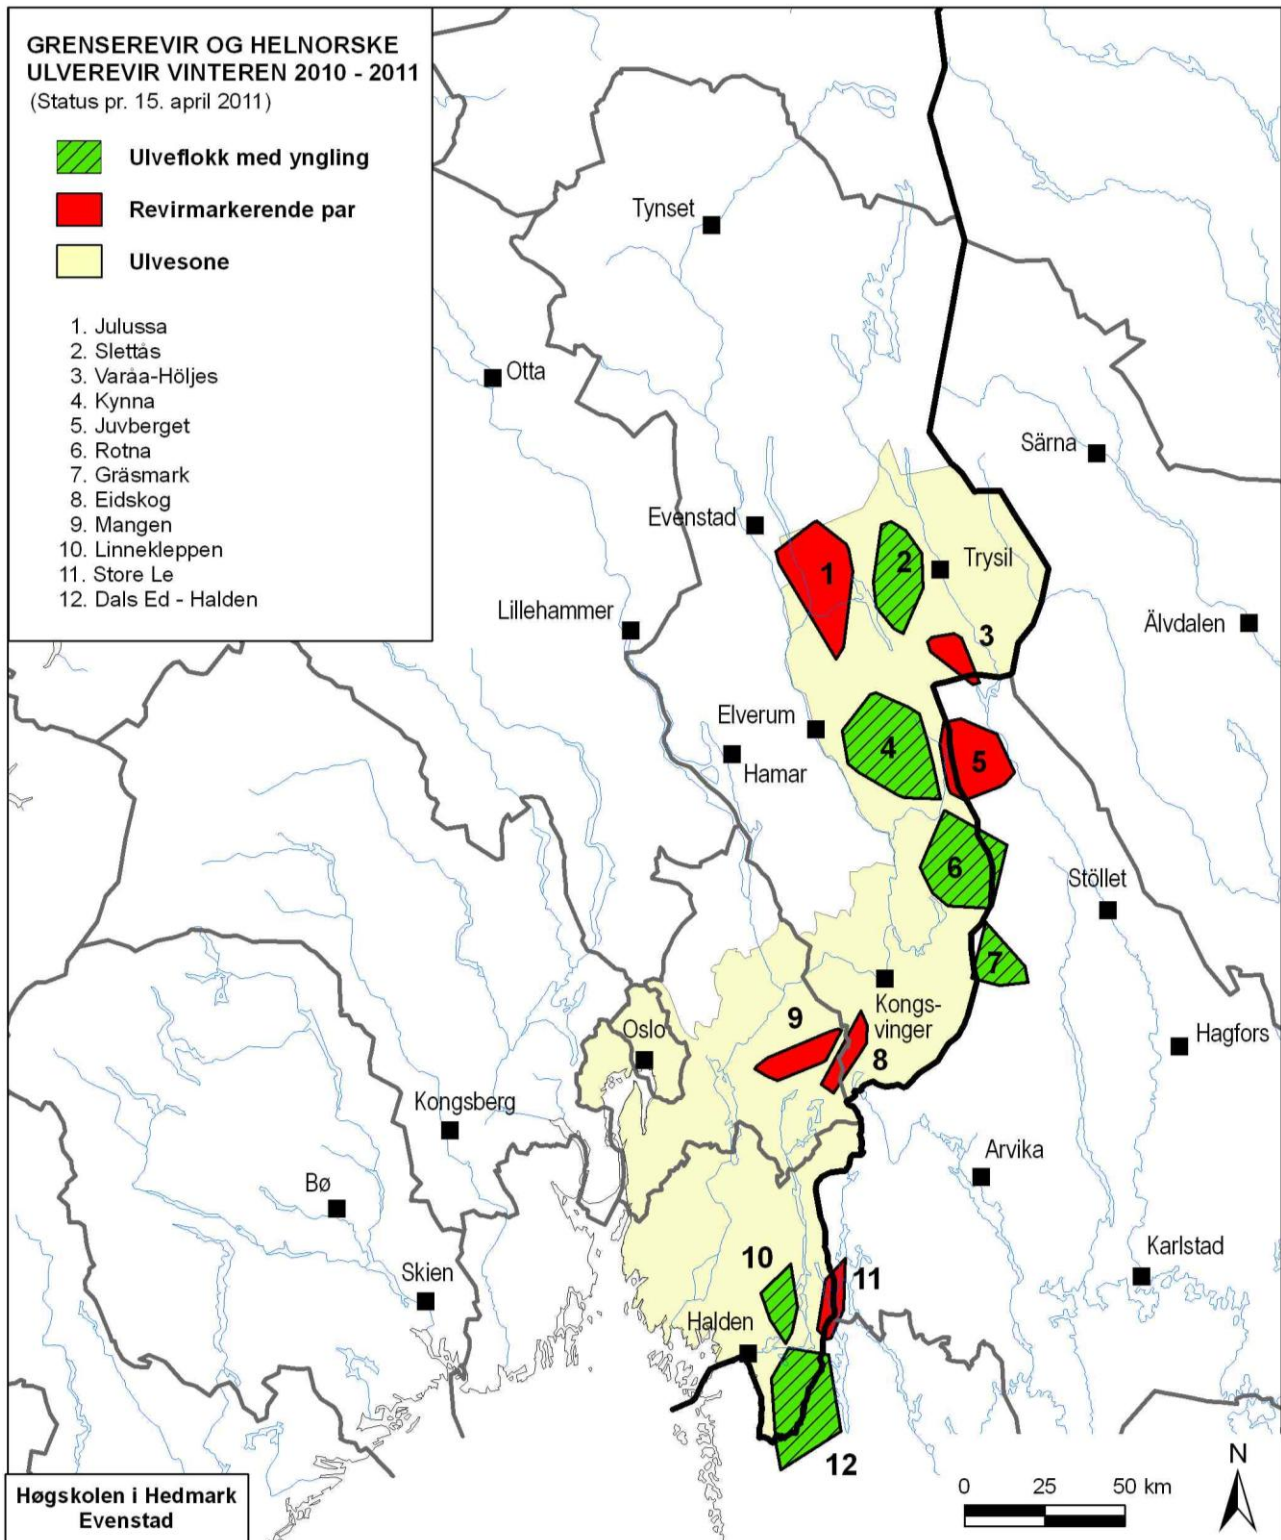 GRENSEREVIR OG HELNORSKE
ULVEREVIR VINTEREN 2010 - 2011
(Status pr. 15. april 2011)
Ulveflokk med yngling
Revirmarkerende par
Ulvesone
1. Julussa
2. Slettås
3. Varåa-Höljes
4. Kynna
5. Juvberget
6. Rotna
7. Gräsmark
8. Eidskog
9. Mangen
10. Linnekleppen
11. Store Le
12. Dals Ed - Halden
Tynset
Otta
Särna
Evenstad
Trysil
1
2
3
Lillehammer
Älvdalen
Elverum
Hamar
4
5
6
Stöllet
7
Kongs-
vinger
9
8
Oslo
Hagfors
Kongsberg
Arvika
Bø
Karlstad
10
11
Skien
Halden
12
N
0 25 50 km
Høgskolen i Hedmark
Evenstad